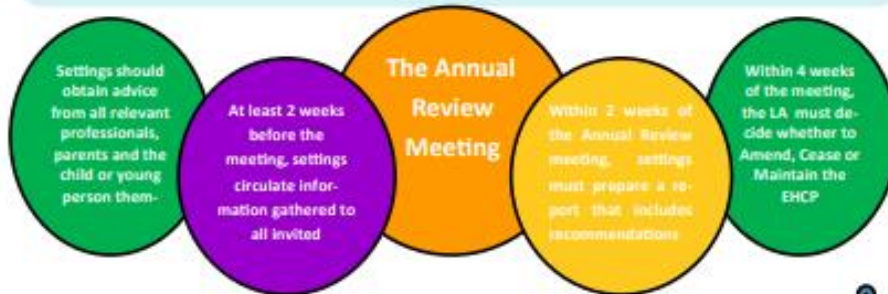 Settings should
obtain advice
from all relevant
professionals,
parents and the
child or young
person them-
At least 2 weeks
before the
meeting, settings
circulate infor-
mation gathered to
all invited
The Annual
Review
Meeting
Within 2 weeks of
the Annual Review
meeting, settings
must prepare a re-
port that includes
recommendations
Within 4 weeks
of the meeting,
the LA must de-
cide whether to
Amend, Cease or
Maintain the
EHCP